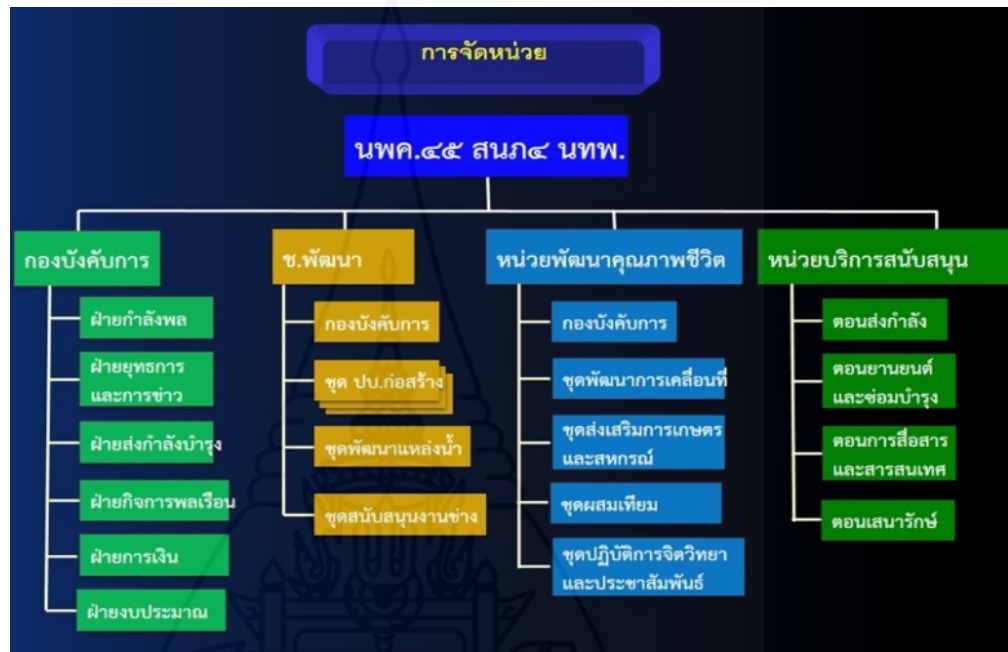 การจัดหน่วย
นพค.๔๕ สนภ๔ นทพ.
กองบังคับการ
ฝ่ายกำลังพล
ฝ่ายยุทธการ
และการข่าว
ฝ่ายส่งกำลังบำรุง
ฝ่ายกิจการพลเรือน
ฝ่ายการเงิน
ฝ่ายงบประมาณ
ช.พัฒนา
กองบังคับการ
ชุด ปบ.ก่อสร้าง
ชุดพัฒนาแหล่งน้ำ
ชุดสนับสนุนงานช่าง
หน่วยพัฒนาคุณภาพชีวิต
กองบังคับการ
ชุดพัฒนาการเคลื่อนที่
ชุดส่งเสริมการเกษตร
และสหกรณ์
ชุดผสมเทียม
ชุดปฏิบัติการจิตวิทยา
และประชาสัมพันธ์
หน่วยบริการสนับสนุน
ตอนส่งกำลัง
ตอนยานยนต์
และซ่อมบำรุง
ตอนการสื่อสาร
และสารสนเทศ
ตอนเสนารักษ์